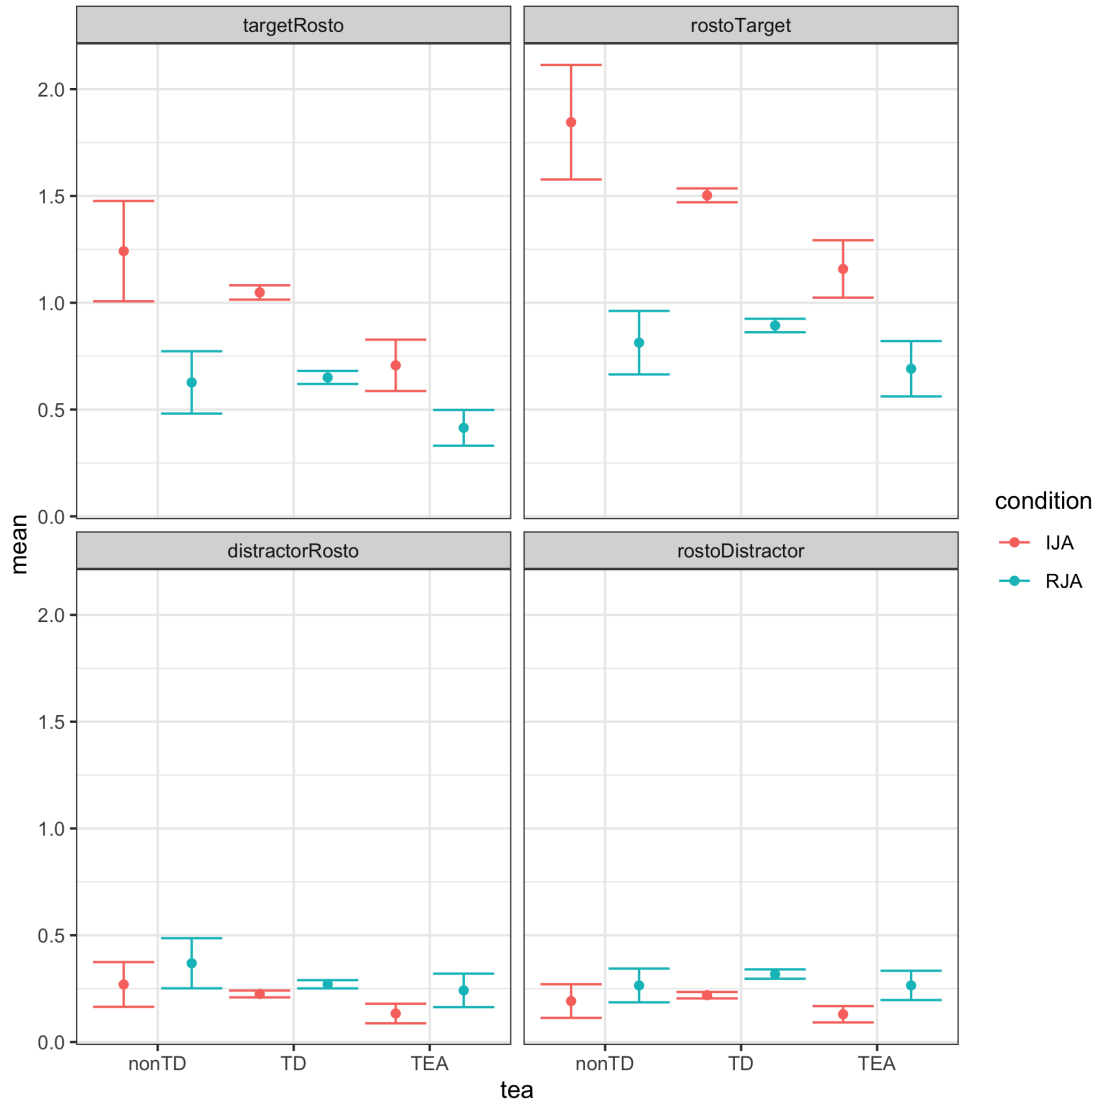 targetRosto
rostoTarget
2.0
1.5
1.0
0.5
0.0
distractorRosto
rostoDistractor
2.0
1.5
1.0
0.5
0.0
mean
nonTD
TD
TEA
nonTD
TD
TEA
tea
condition
IJA
RJA